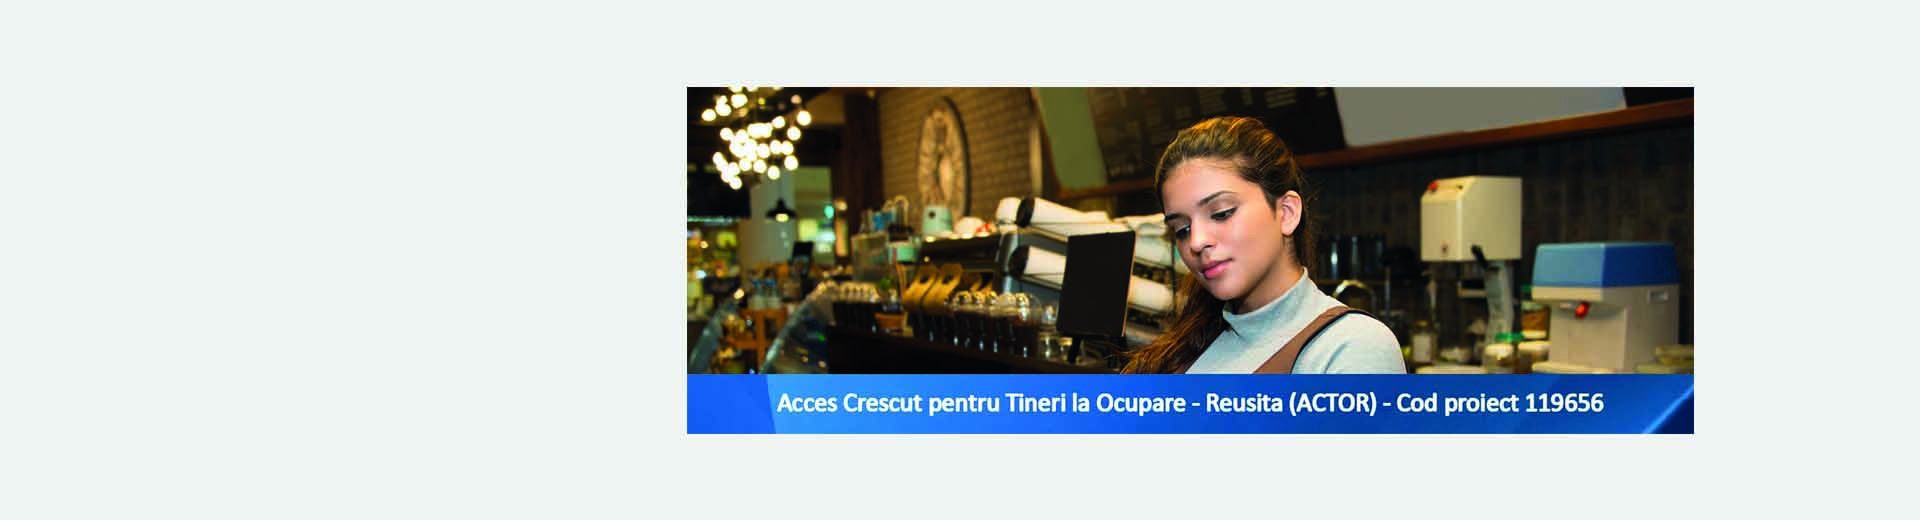 Acces Crescut pentru Tineri la Ocupare - Reusita (ACTOR) - Cod proiect 119656